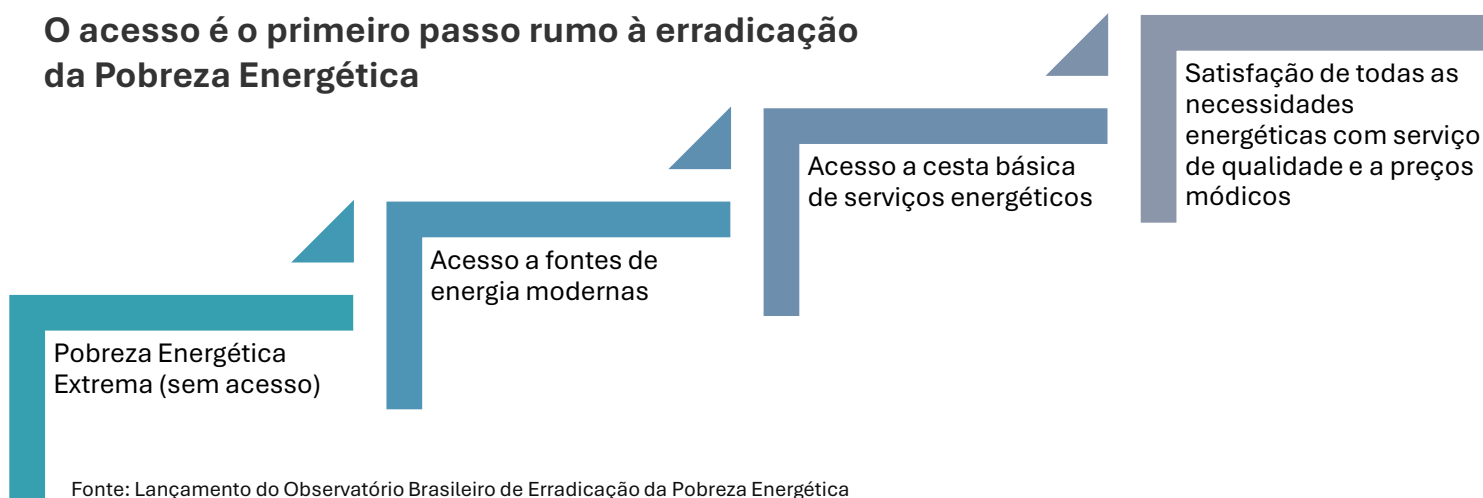 O acesso é o primeiro passo rumo à erradicação
da Pobreza Energética
Pobreza Energética
Extrema (sem acesso)
Acesso a fontes de
energia modernas
Acesso a cesta básica
de serviços energéticos
Satisfação de todas as
necessidades
energéticas com serviço
de qualidade e a preços
módicos
Fonte: Lançamento do Observatório Brasileiro de Erradicação da Pobreza Energética